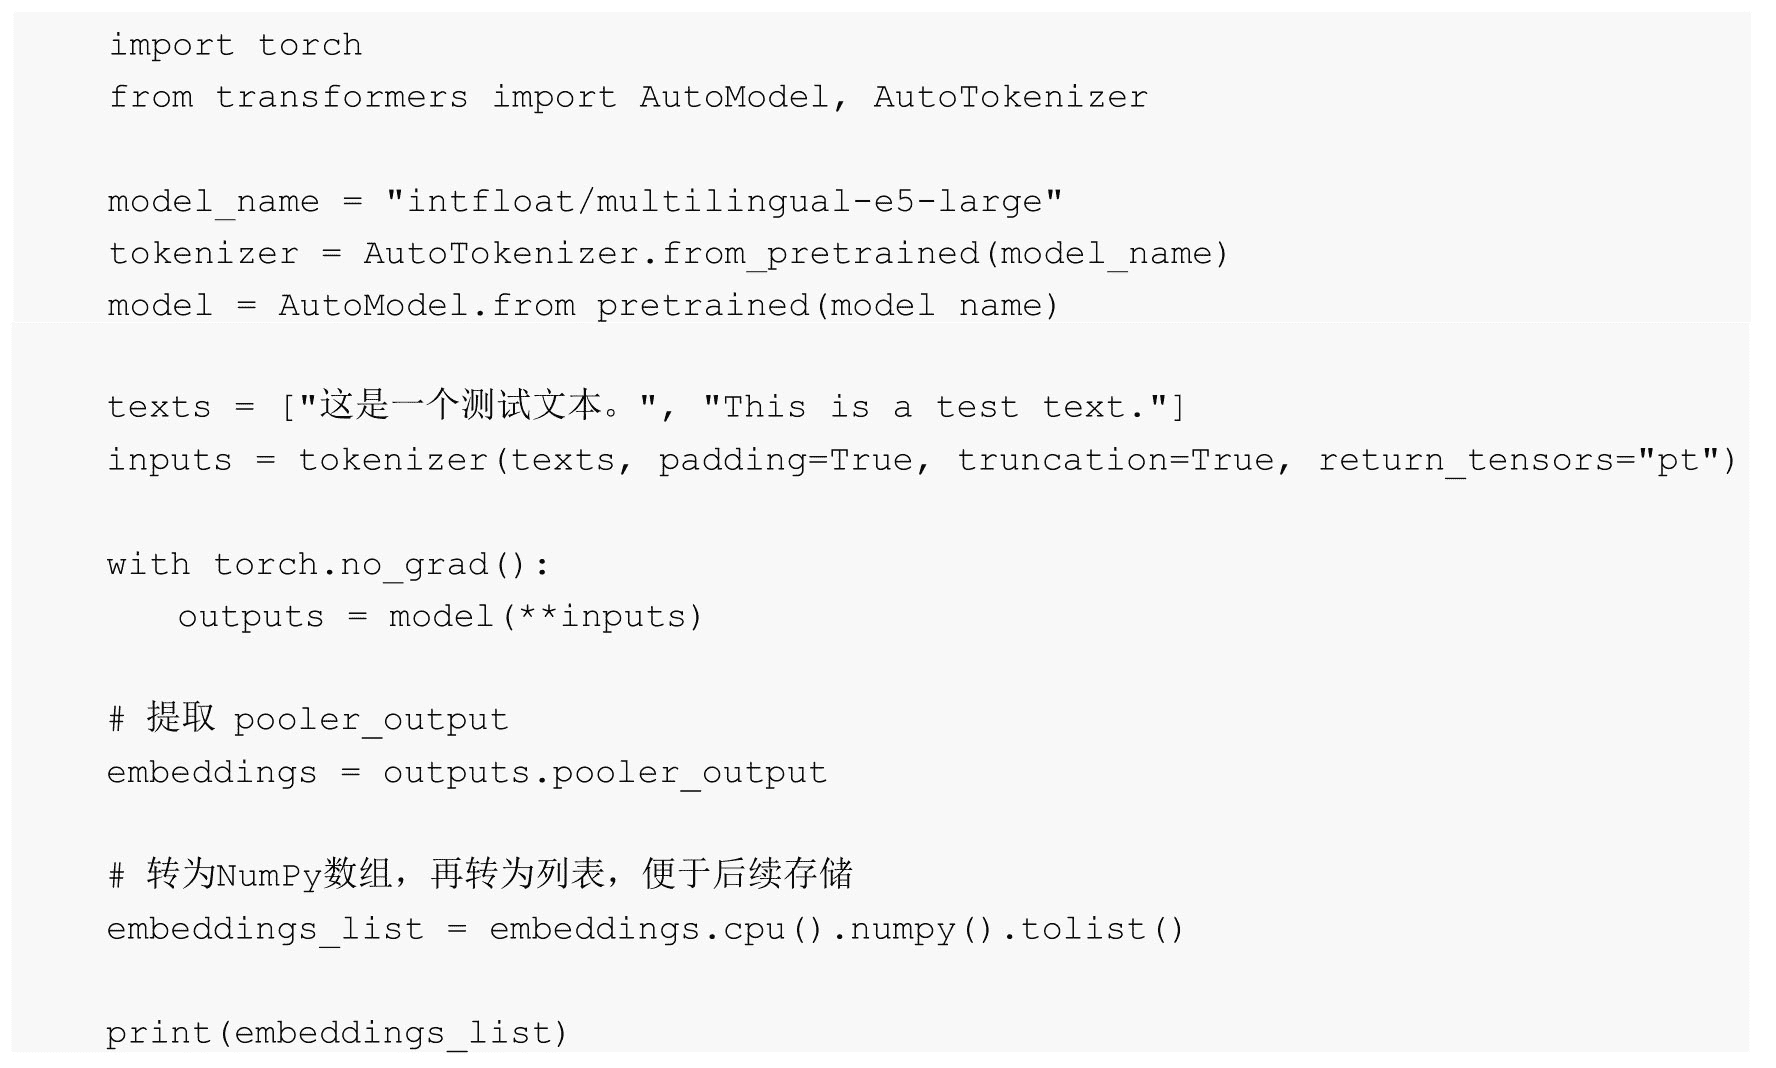 import torch
from transformers import AutoModel, AutoTokenizer
model_name = "intfloat/multilingual-e5-large"
tokenizer = AutoTokenizer.from_pretrained(model_name)
model = AutoModel.from pretrained(model name)
texts = ["这是一个测试文本。", "This is a test text."]
inputs = tokenizer(texts, padding=True, truncation=True, return_tensors="pt")
with torch.no_grad():
    outputs = model(**inputs)
# 提取 pooler_output
embeddings = outputs.pooler_output
# 转为NumPy数组，再转为列表，便于后续存储
embeddings_list = embeddings.cpu().numpy().tolist()
print(embeddings_list)